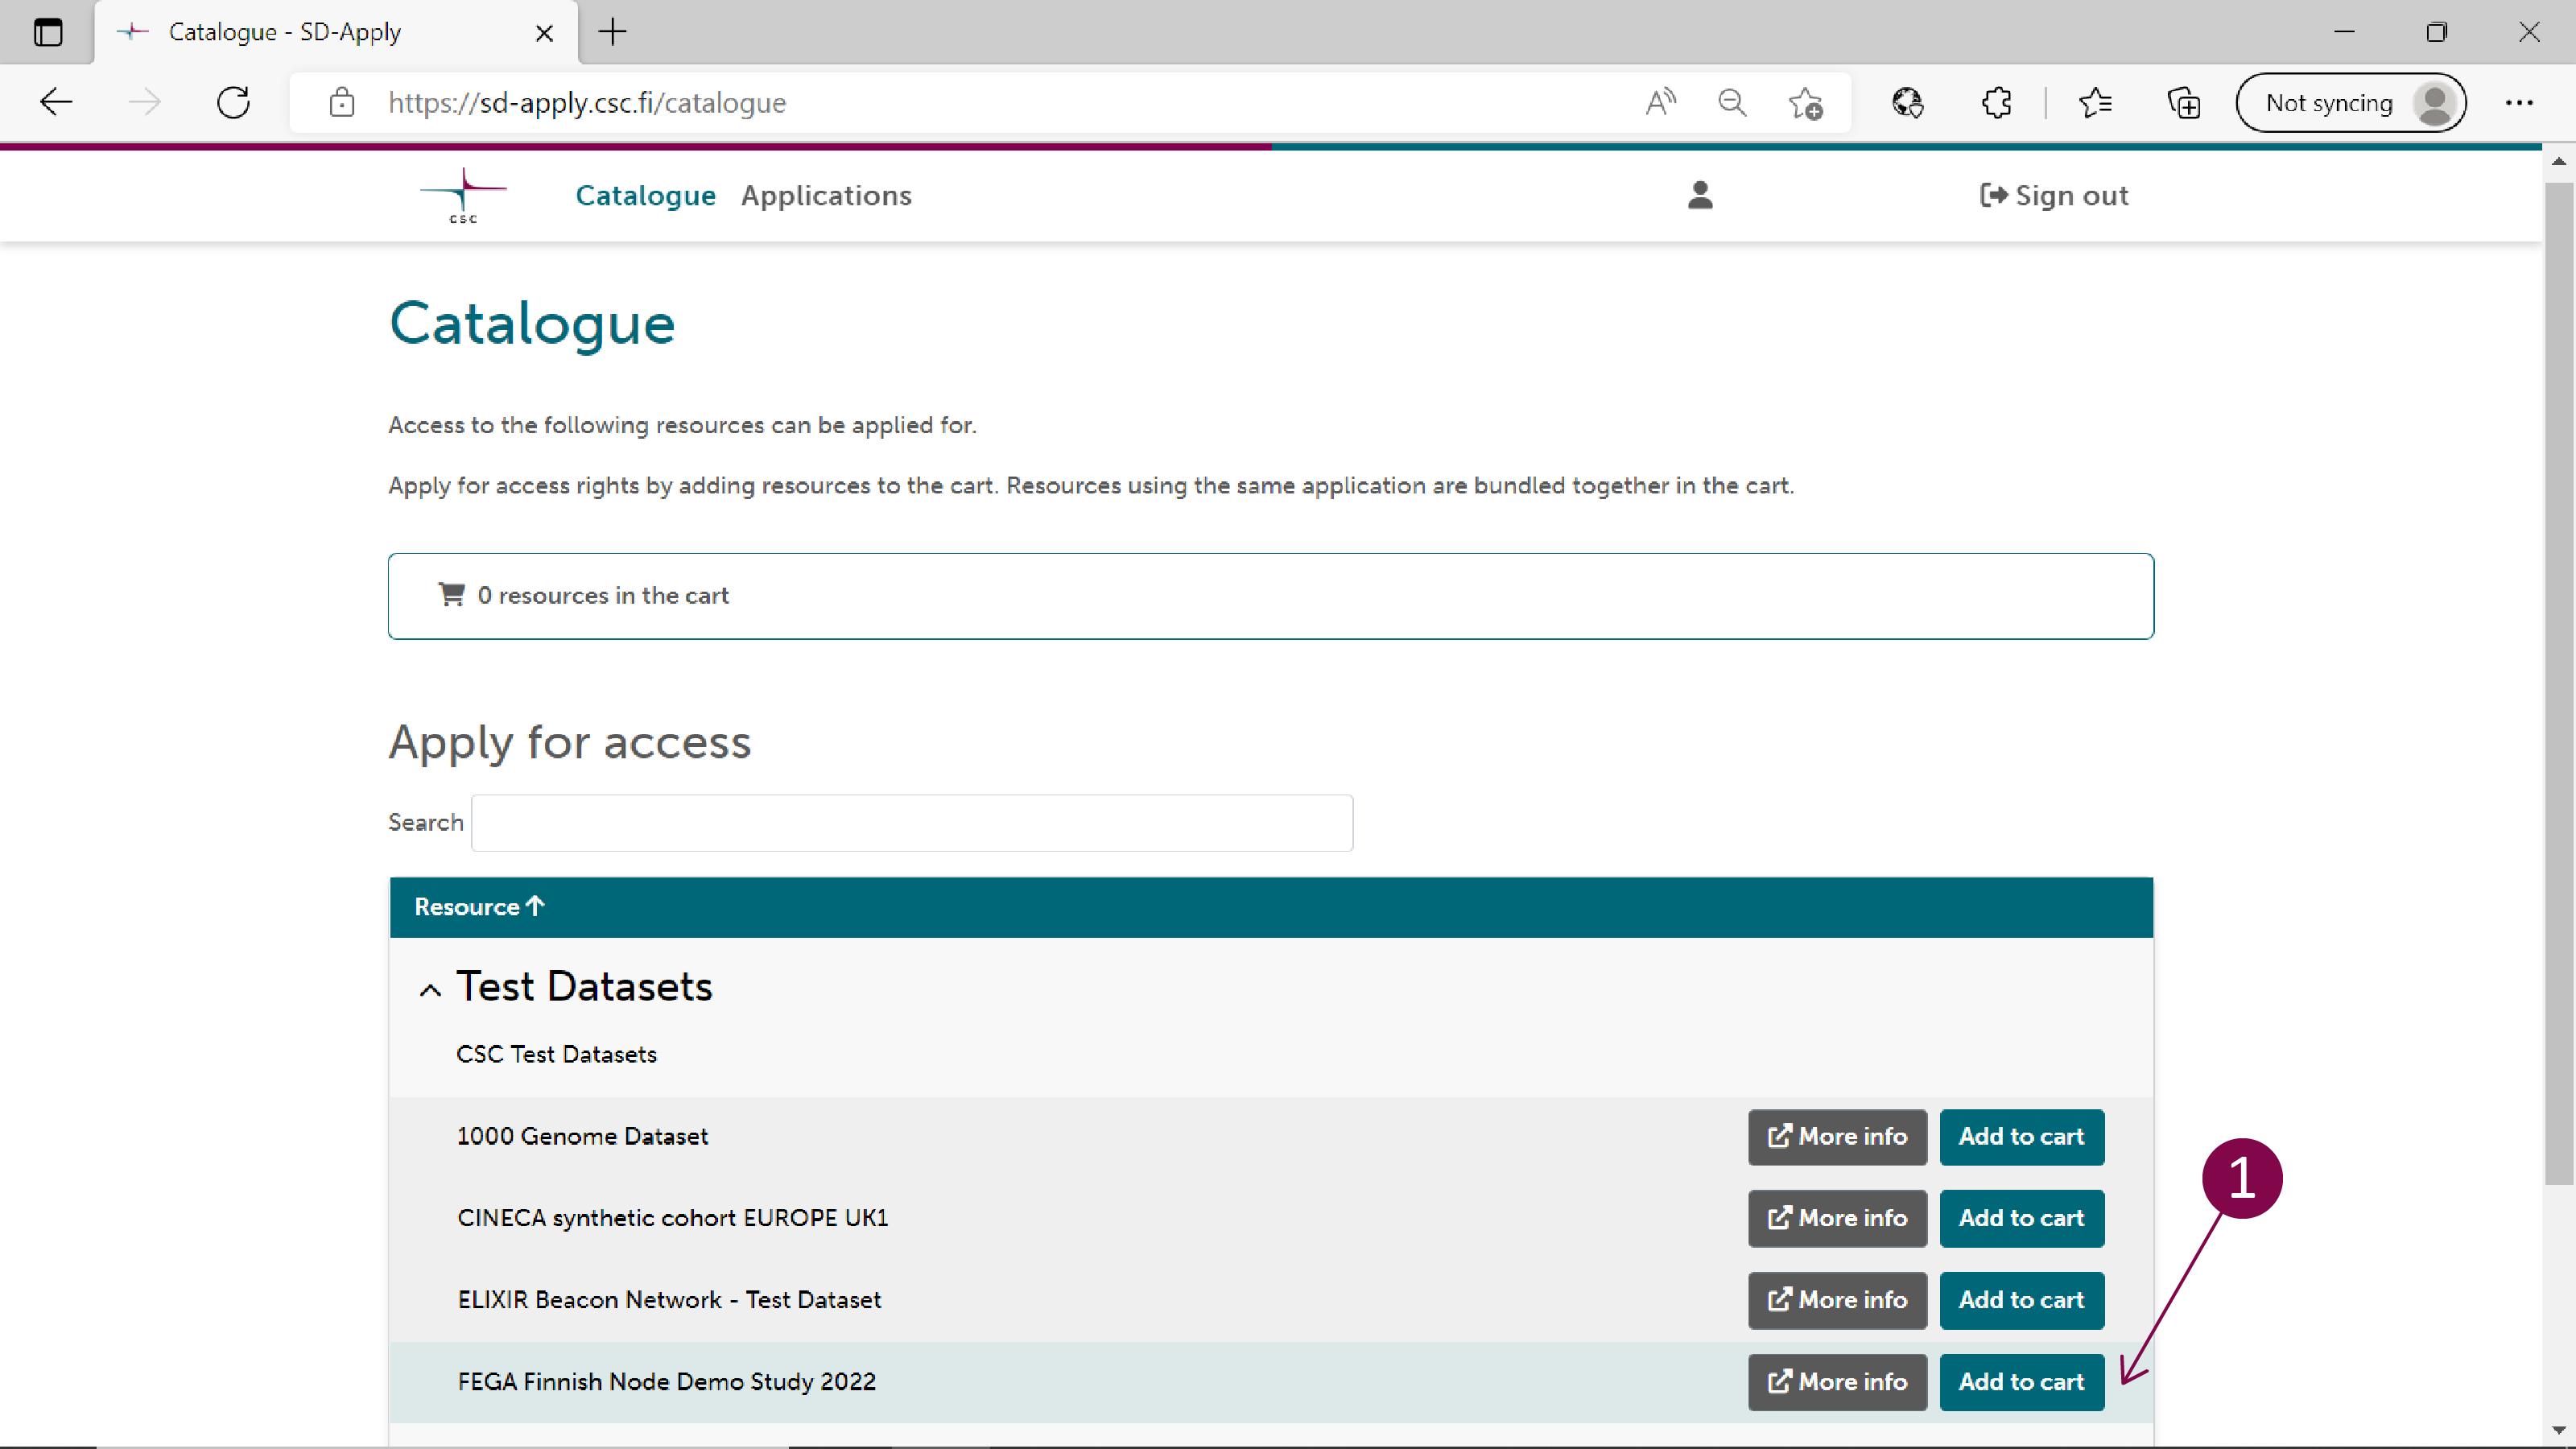 Catalogue - SD-Apply
https://sd-apply.csc.fi/catalogue
Not syncing
CSC
Catalogue Applications
Sign out
Catalogue
Access to the following resources can be applied for.
Apply for access rights by adding resources to the cart. Resources using the same application are bundled together in the cart.
0 resources in the cart
Apply for access
Search
Resource
Test Datasets
CSC Test Datasets
1000 Genome Dataset More info Add to cart
1
CINECA synthetic cohort EUROPE UK1 More info Add to cart
ELIXIR Beacon Network - Test Dataset More info Add to cart
FEGA Finnish Node Demo Study 2022 More info Add to cart